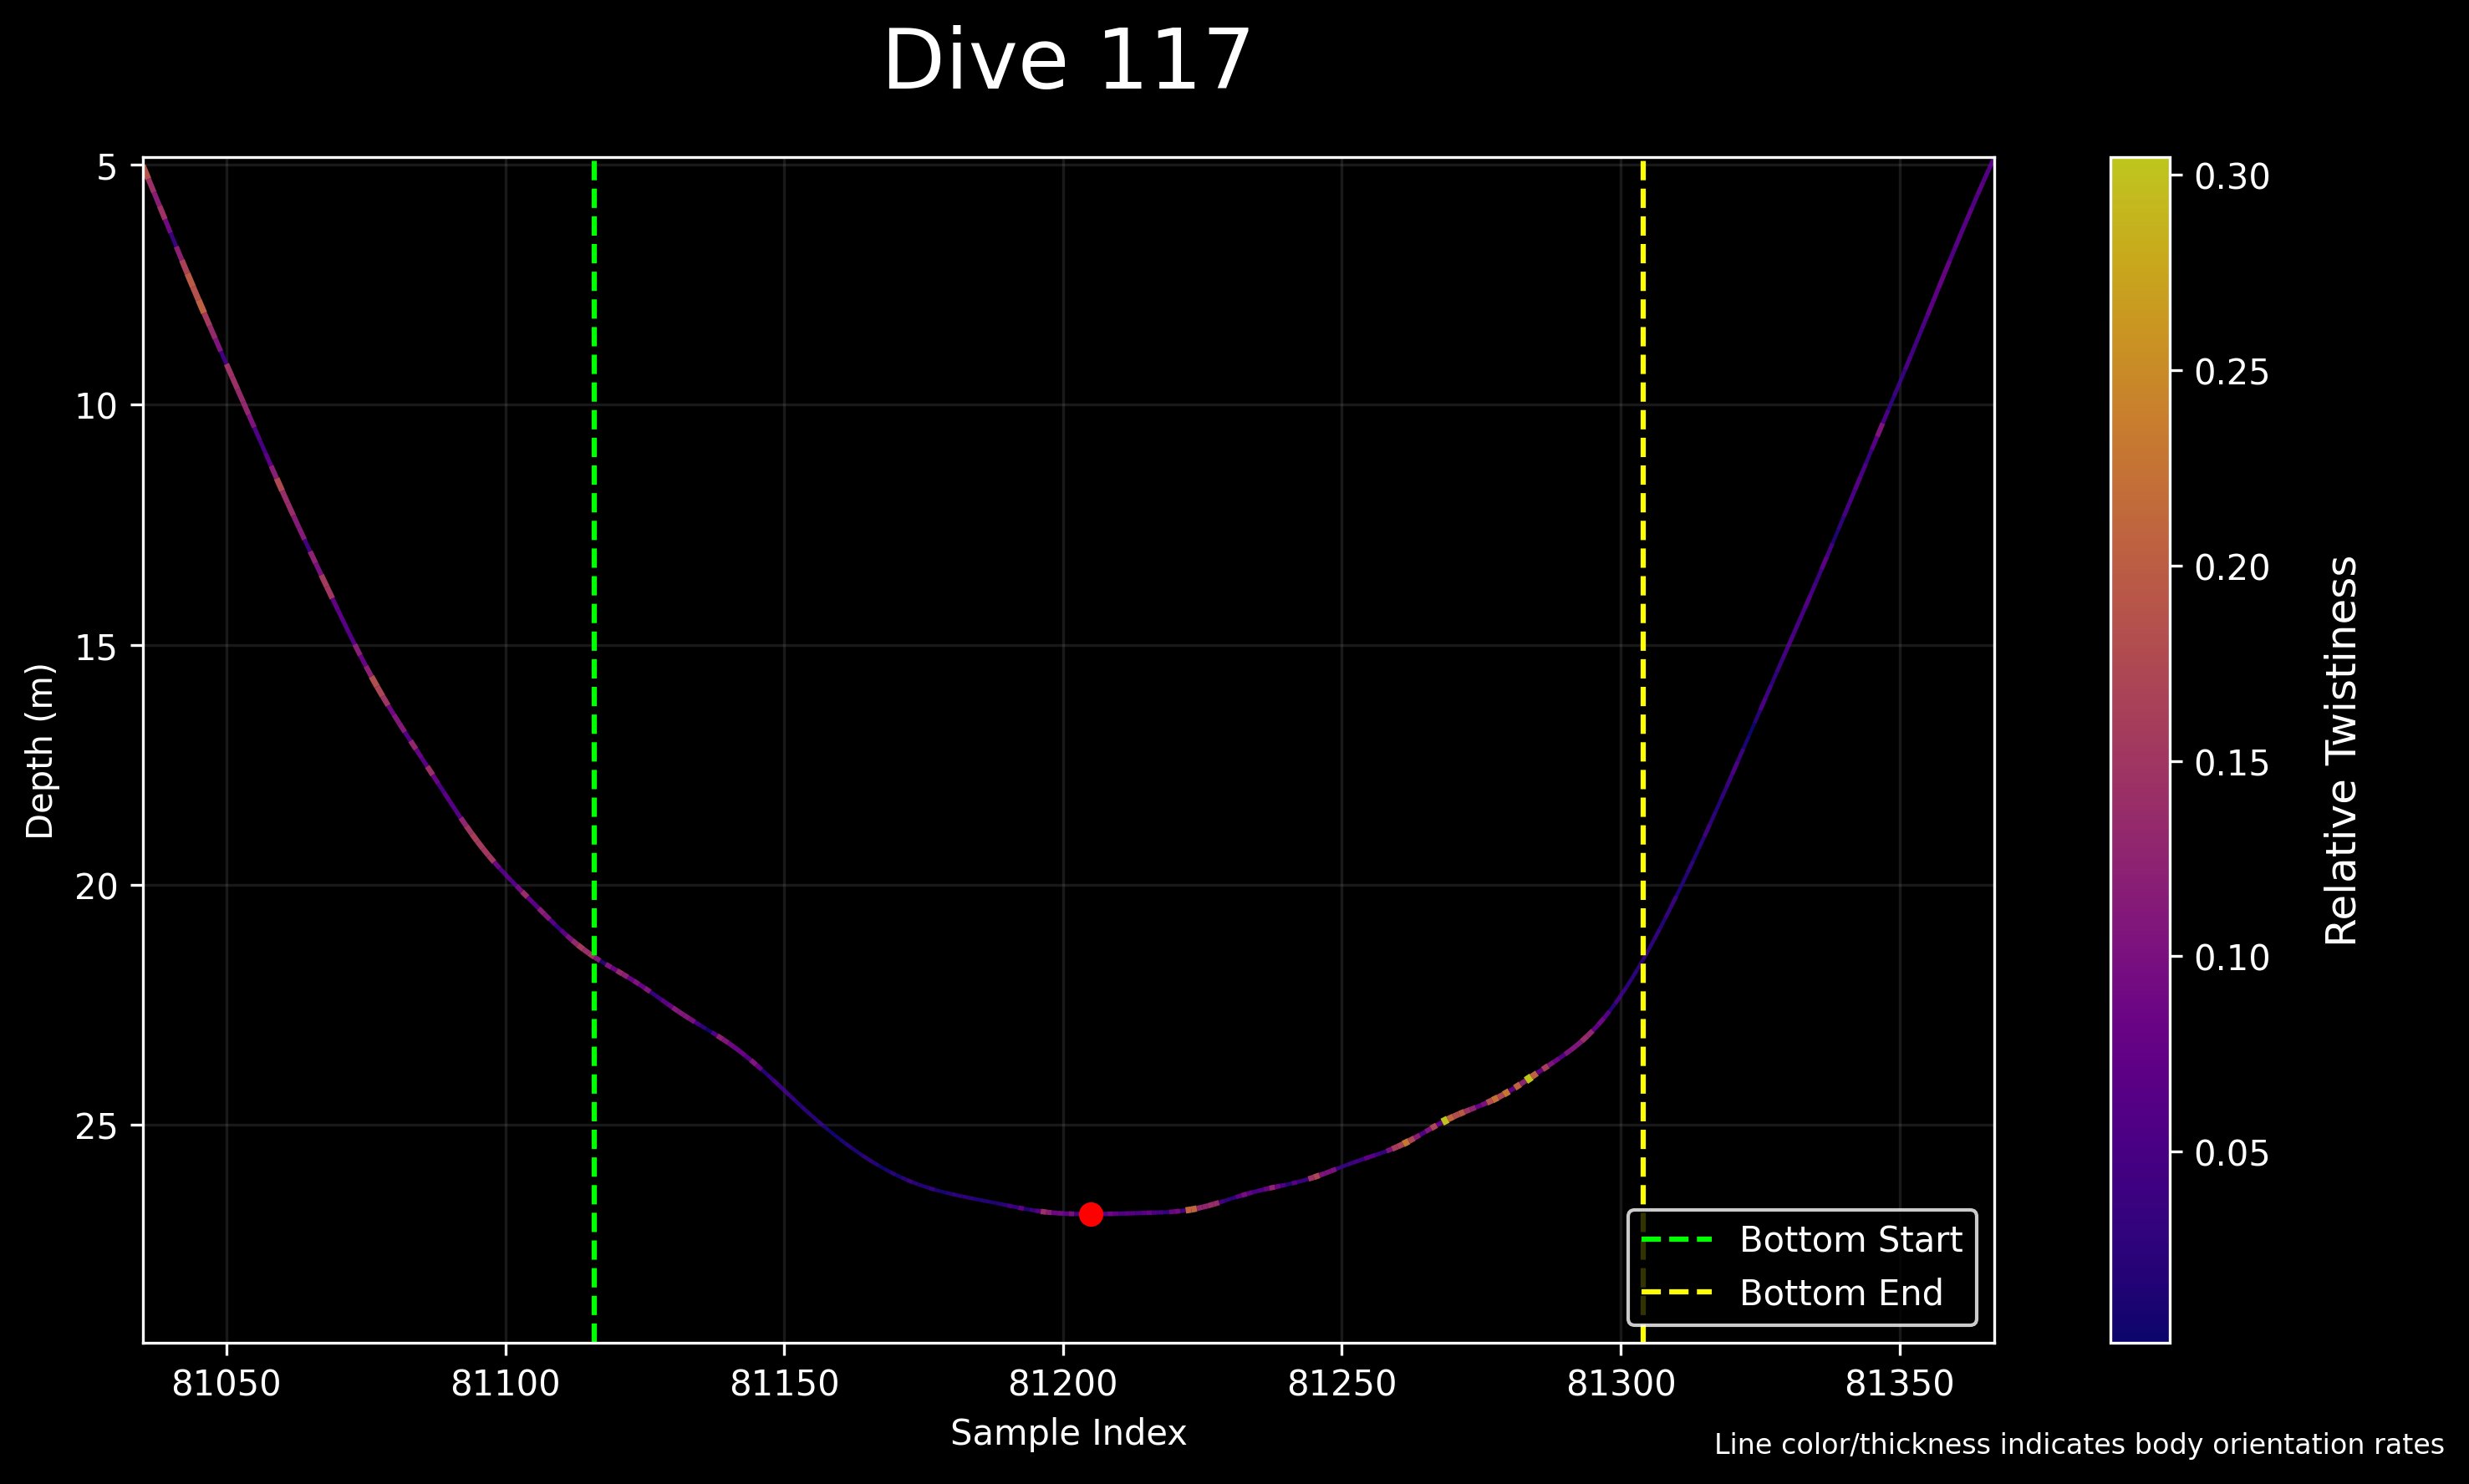 Dive 117
5
10
15
20
25
Depth (m)
81050 81100 81150 81200 81250 81300 81350
Sample Index
Bottom Start
Bottom End
0.30
0.25
0.20
0.15
0.10
0.05
Relative Twistiness
Line color/thickness indicates body orientation rates